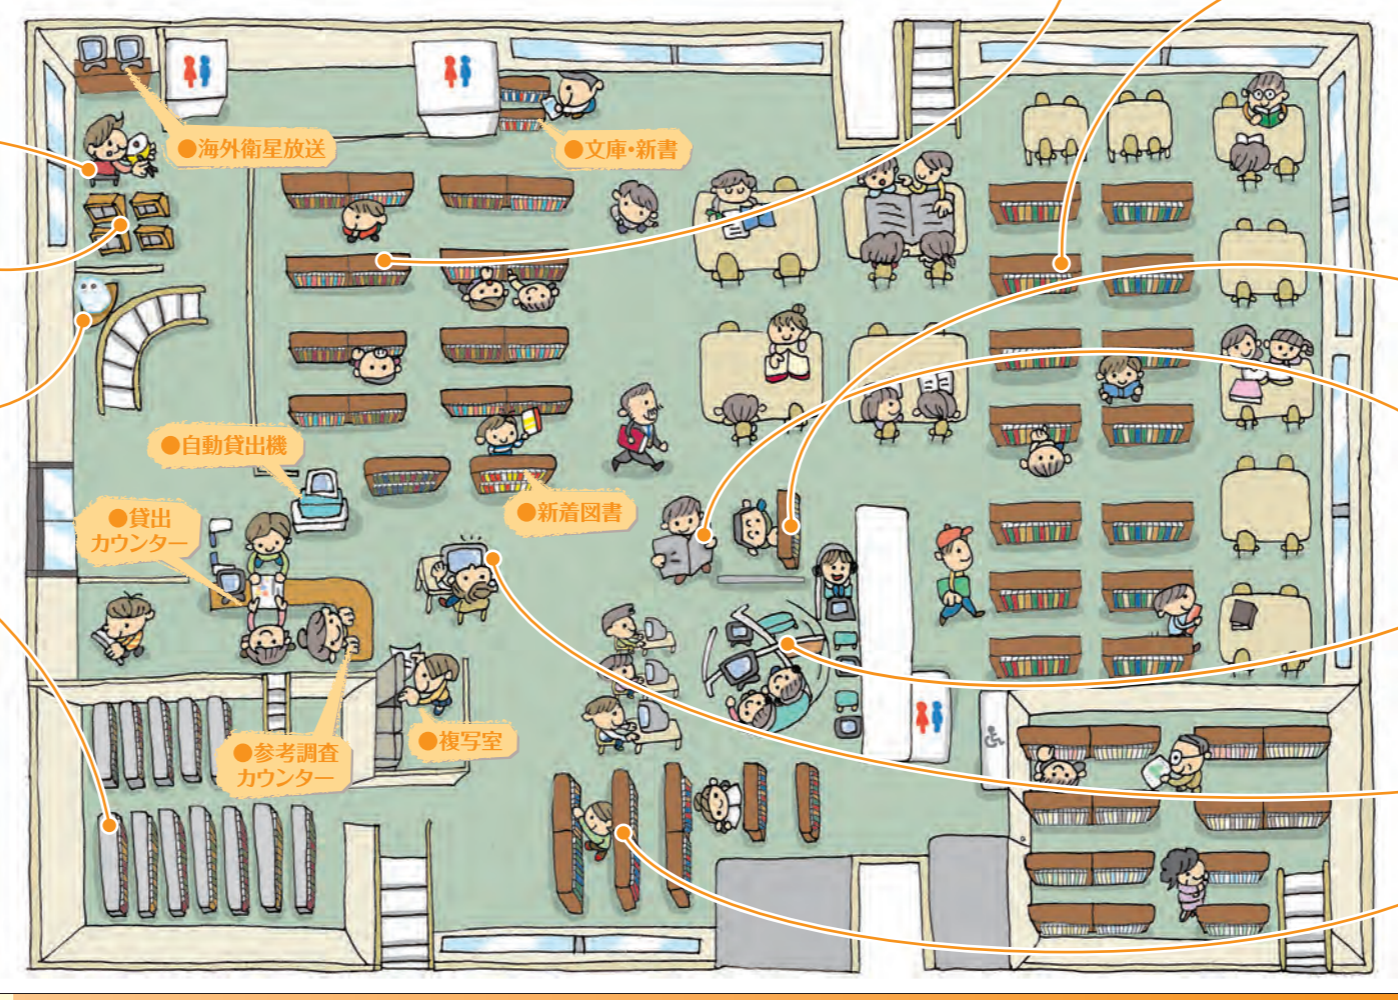 ●海外衛星放送
●文庫・新書
●自動貸出機
●新着図書
●貸出
カウンター
●参考調査
カウンター
●複写室